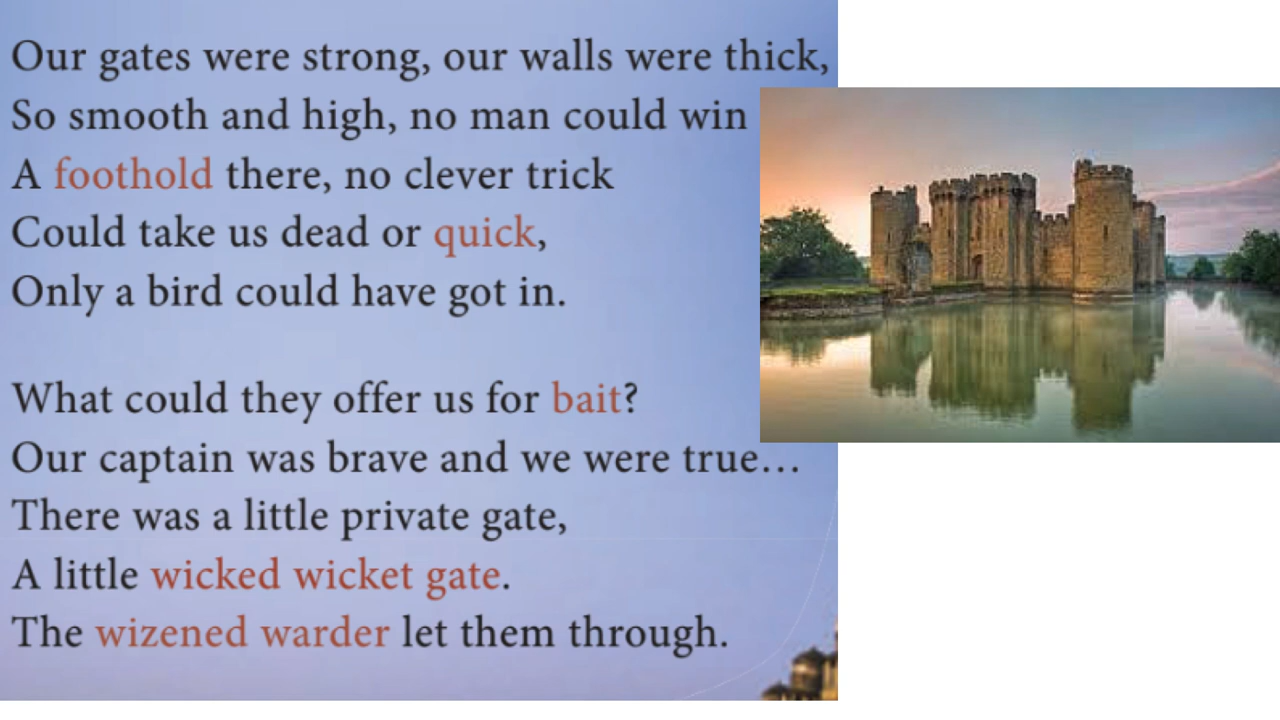 Our gates were strong, our walls were thick,
So smooth and high, no man could win
A foothold there, no clever trick
Could take us dead or quick,
Only a bird could have got in.
What could they offer us for bait?
Our captain was brave and we were true…
There was a little private gate,
A little wicked wicket gate.
The wizened warder let them through.